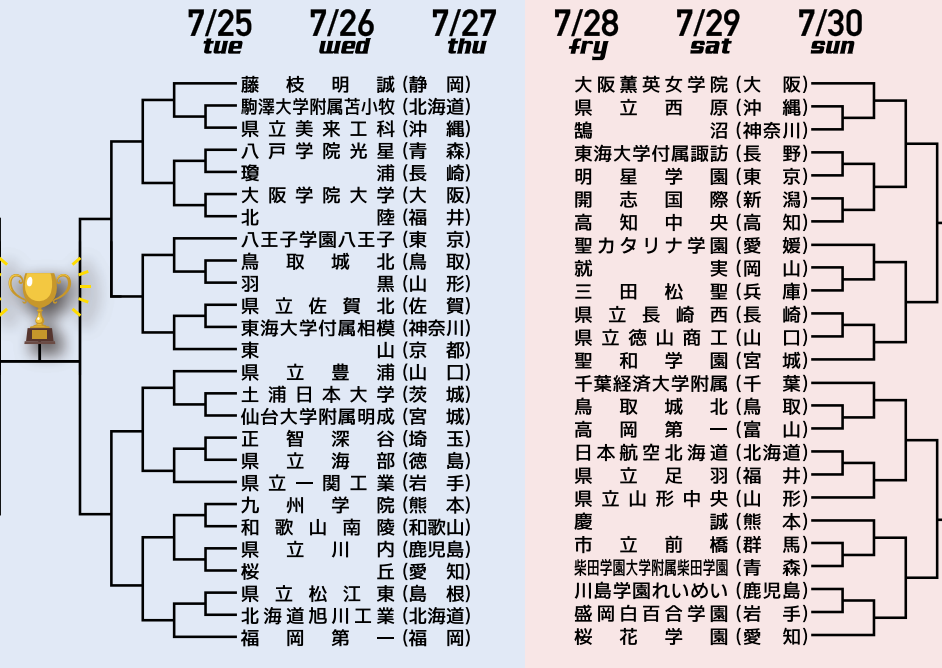 7/25 7/26 7/27 7/28 7/29 7/30
tue wed thu fry sat sun
藤枝明誠(静岡)
駒澤大学附属苫小牧(北海道)
県立美来工科(沖縄)
八戸学院光星(青森)
瓊浦(長崎)
大阪学院大学(大阪)
北陸(福井)
八王子学園八王子(東京)
鳥取城北(鳥取)
羽黒(山形)
県立佐賀北(佐賀)
東海大学付属相模(神奈川)
東山(京都)
県立豊浦(山口)
土浦日本大学(茨城)
仙台大学附属明成(宮城)
正智深谷(埼玉)
県立海部(徳島)
県立一関工業(岩手)
九州学院(熊本)
和歌山南陵(和歌山)
県立川内(鹿児島)
桜丘(愛知)
県立松江東(島根)
北海道旭川工業(北海道)
福岡第一(福岡)
大阪薫英女学院(大阪)
県立西原(沖縄)
鵠沼(神奈川)
東海大学付属諏訪(長野)
明星学園(東京)
開志国際(新潟)
高知中央(高知)
聖カタリナ学園(愛媛)
就実(岡山)
三田松聖(兵庫)
県立長崎西(長崎)
県立徳山商工(山口)
聖和学園(宮城)
千葉経済大学附属(千葉)
鳥取城北(鳥取)
高岡第一(富山)
日本航空北海道(北海道)
県立足羽(福井)
県立山形中央(山形)
慶誠(熊本)
市立前橋(群馬)
柴田学園大学附属柴田学園(青森)
川島学園れいめい(鹿児島)
盛岡白百合学園(岩手)
桜花学園(愛知)